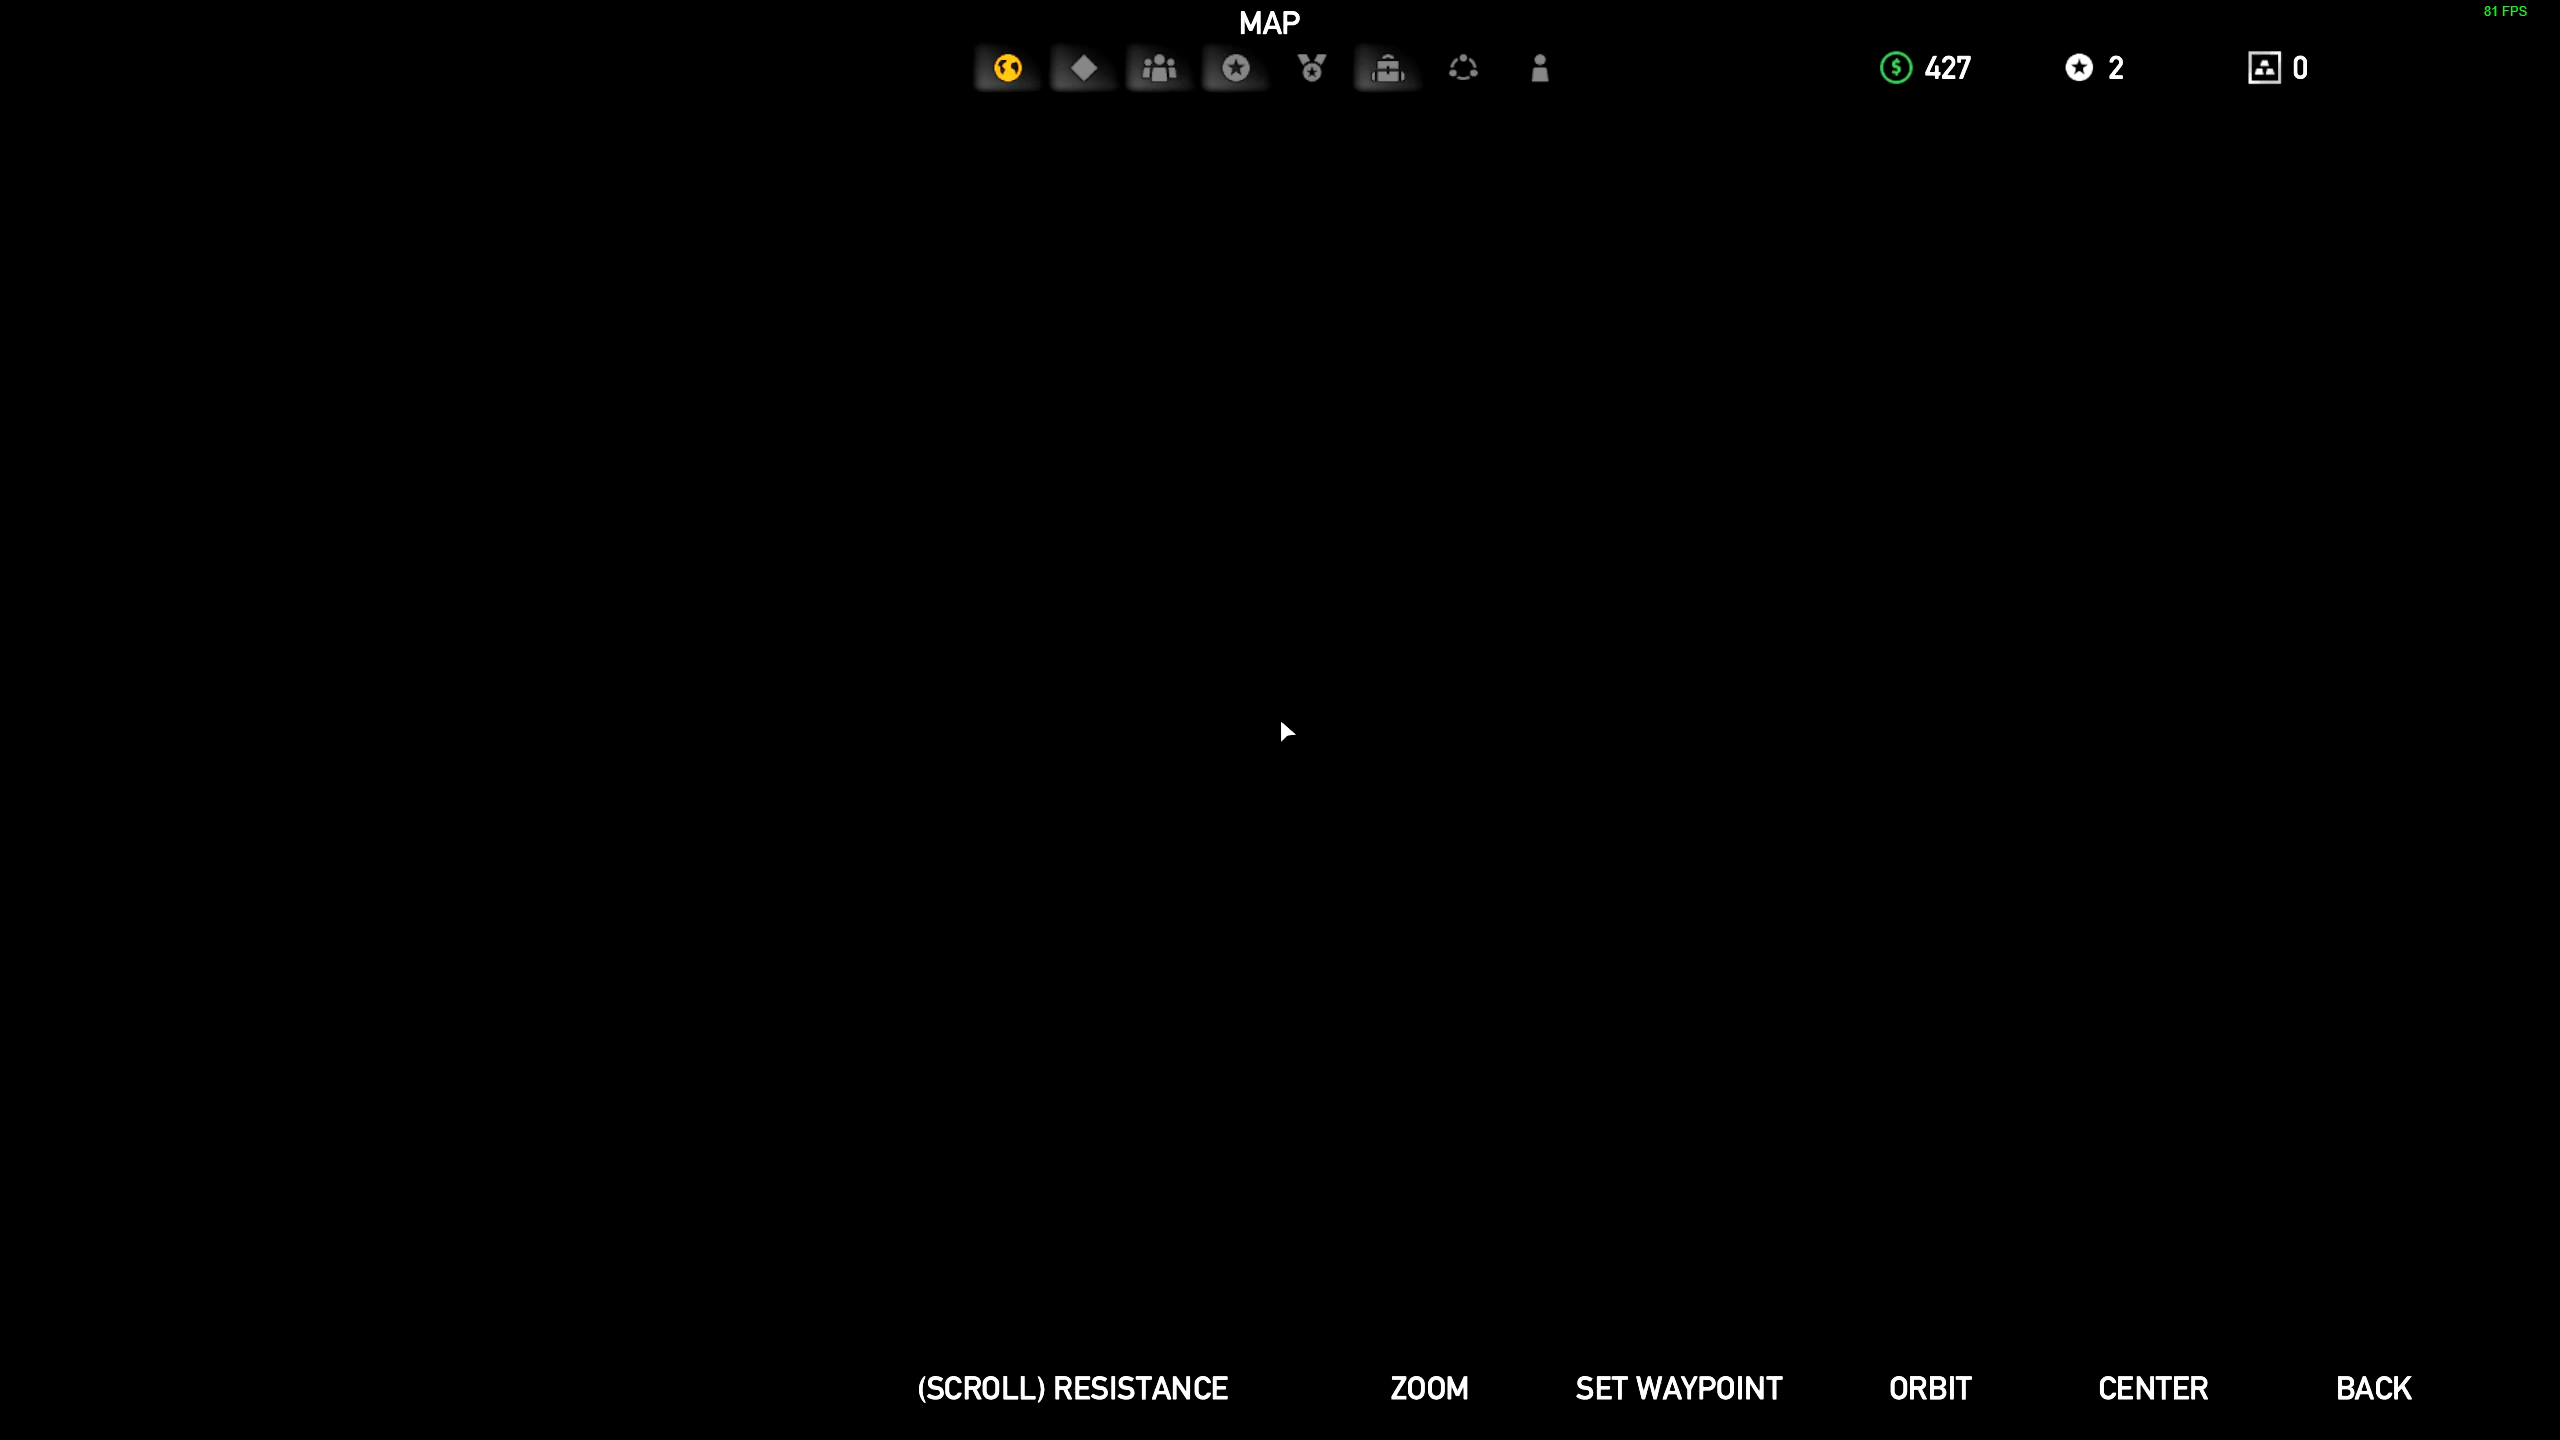 MAP
81 FPS
427
2
0
(SCROLL) RESISTANCE
ZOOM
SET WAYPOINT
ORBIT
CENTER
BACK